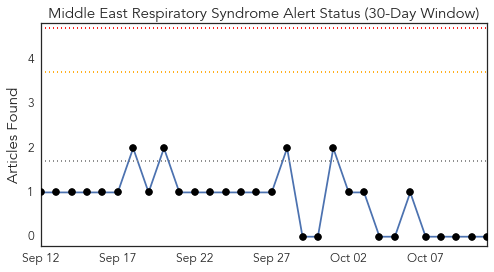 Middle East Respiratory Syndrome Alert Status (30-Day Window)
Articles Found
4
3
2
1
0
Sep 12 Sep 17 Sep 22 Sep 27 Oct 02 Oct 07